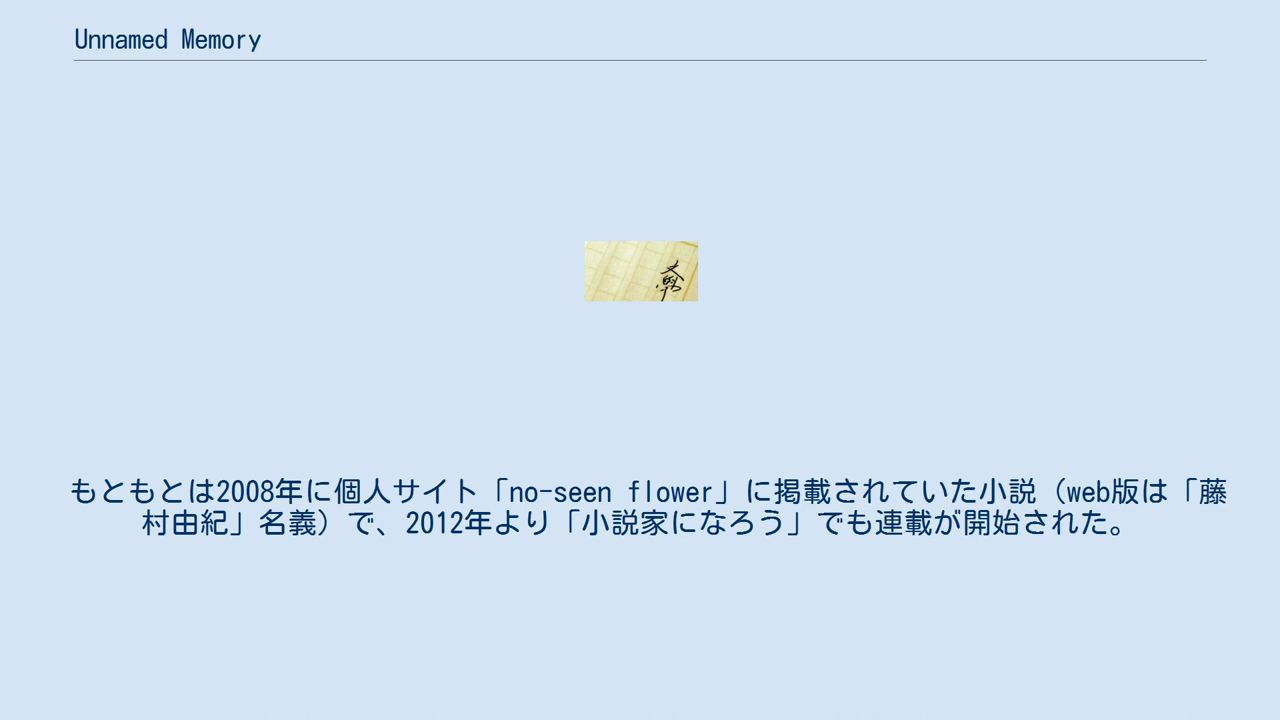 Unnamed Memory
もともとは2008年に個人サイト「no-seen flower」に掲載されていた小説（web版は「藤
村由紀」名義）で、2012年より「小説家になろう」でも連載が開始された。